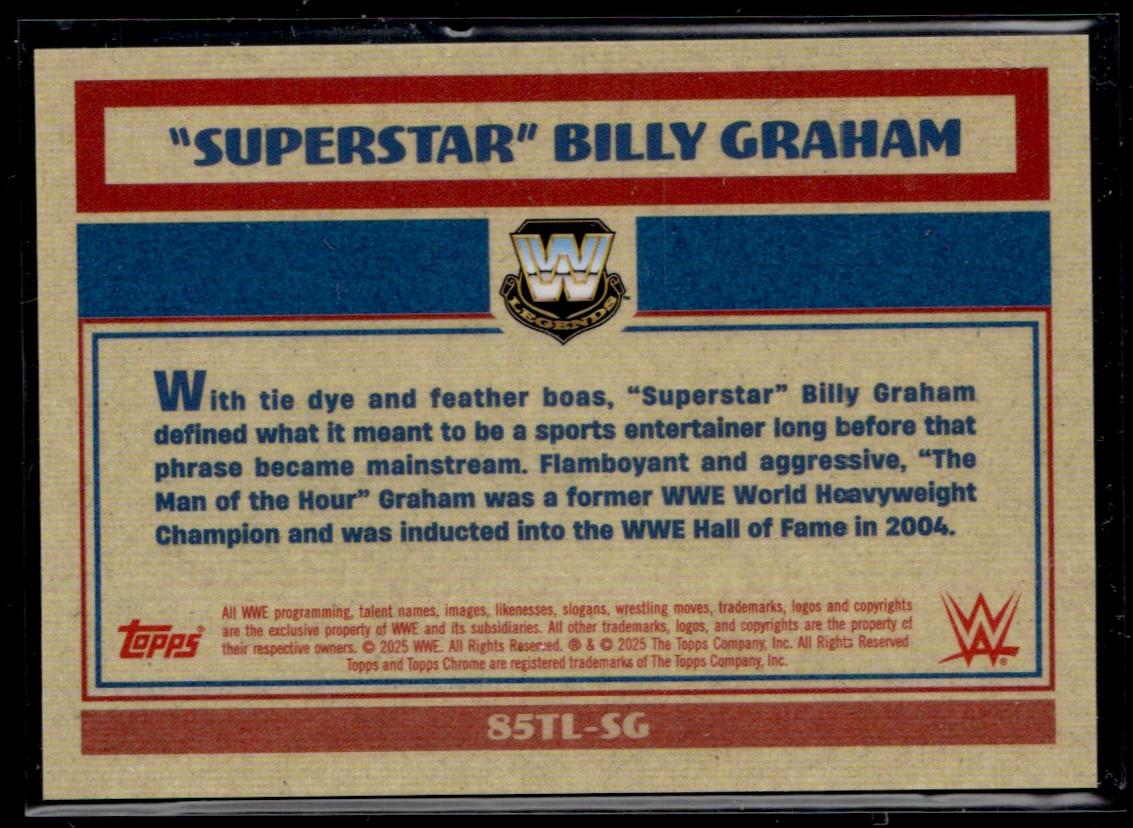 "SUPERSTAR" BILLY GRAHAM
WW
LEGENDS
With tie dye and feather boas, “Superstar” Billy Graham
defined what it meant to be a sports entertainer long before that
phrase became mainstream. Flamboyant and aggressive, “The
Man of the Hour” Graham was a former WWE World Heavyweight
Champion and was inducted into the WWE Hall of Fame in 2004.
All WWE programming, talent names, images, likenesses, slogans, wrestling moves, trademarks, logos and copyrights
are the exclusive property of WWE and its subsidiaries. All other trademarks, logos, and copyrights are the property of
their respective owners. © 2025 WWE. All Rights Reserved. ® & © 2025 The Topps Company, Inc. All Rights Reserved
Topps and Topps Chrome are registered trademarks of The Topps Company, Inc.
Topps®
W®
85TL-SG